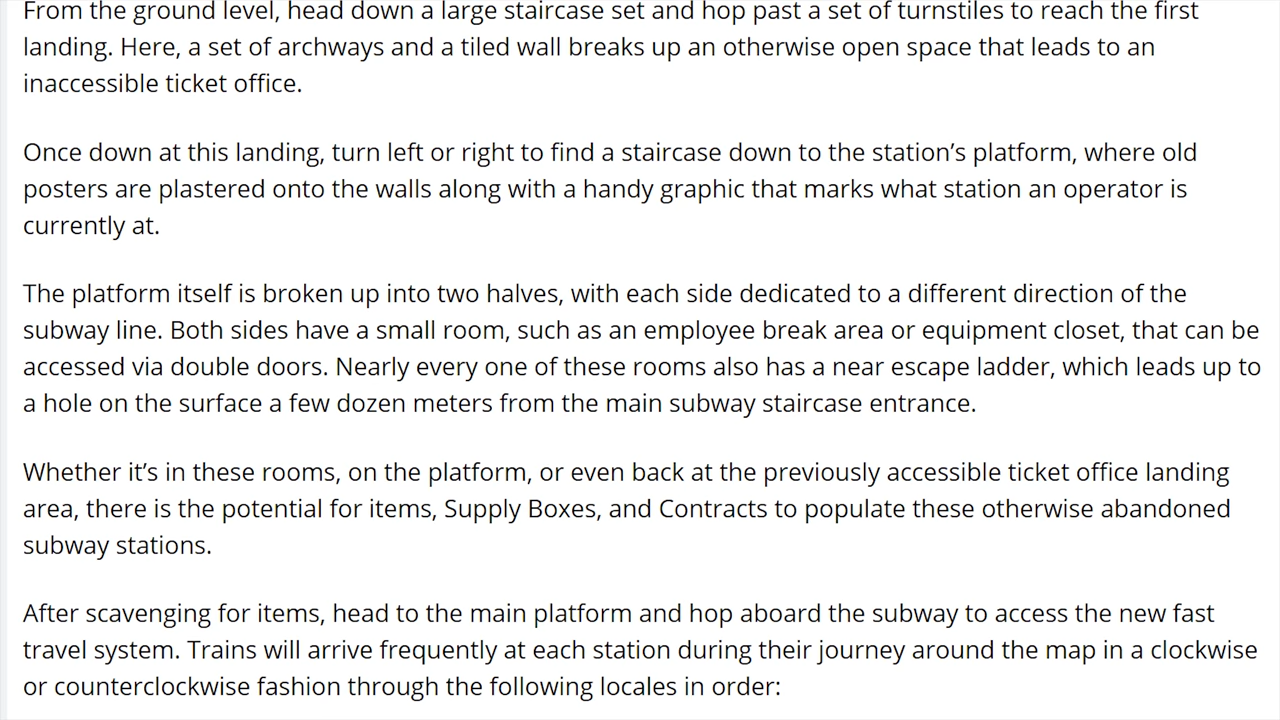 From the ground level, head down a large staircase set and hop past a set of turnstiles to reach the first
landing. Here, a set of archways and a tiled wall breaks up an otherwise open space that leads to an
inaccessible ticket office.
Once down at this landing, turn left or right to find a staircase down to the station’s platform, where old
posters are plastered onto the walls along with a handy graphic that marks what station an operator is
currently at.
The platform itself is broken up into two halves, with each side dedicated to a different direction of the
subway line. Both sides have a small room, such as an employee break area or equipment closet, that can be
accessed via double doors. Nearly every one of these rooms also has a near escape ladder, which leads up to
a hole on the surface a few dozen meters from the main subway staircase entrance.
Whether it’s in these rooms, on the platform, or even back at the previously accessible ticket office landing
area, there is the potential for items, Supply Boxes, and Contracts to populate these otherwise abandoned
subway stations.
After scavenging for items, head to the main platform and hop aboard the subway to access the new fast
travel system. Trains will arrive frequently at each station during their journey around the map in a clockwise
or counterclockwise fashion through the following locales in order: